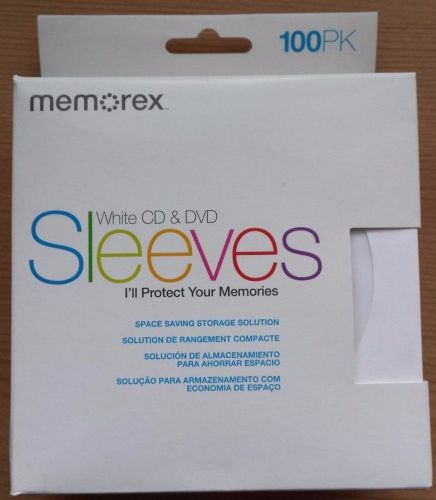 100PK
memorex™
White CD & DVD
Sleeves
I'll Protect Your Memories
SPACE SAVING STORAGE SOLUTION
SOLUTION DE RANGEMENT COMPACTE
SOLUCIÓN DE ALMACENAMIENTO
PARA AHORRAR ESPACIO
SOLUÇÃO PARA ARMAZENAMENTO COM
ECONOMIA DE ESPAÇO